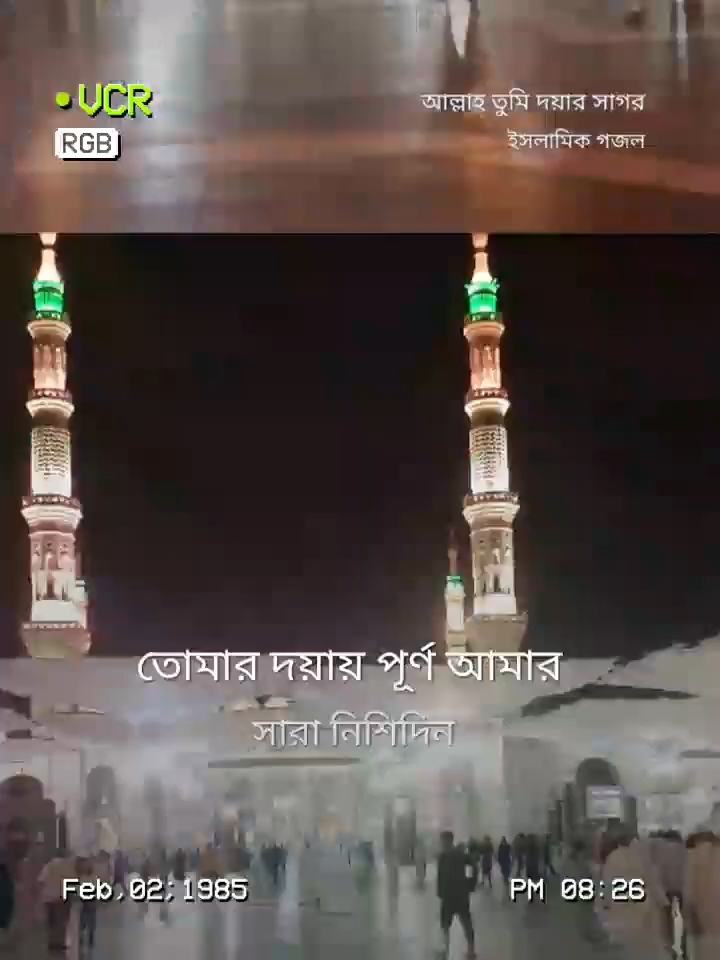 VCR
RGB
আল্লাহ তুমি দয়ার সাগর
ইসলামিক গজল
তোমার দয়ায় পূর্ণ আমার
সারা নিশিদিন
Feb,02;1985
PM 08:26